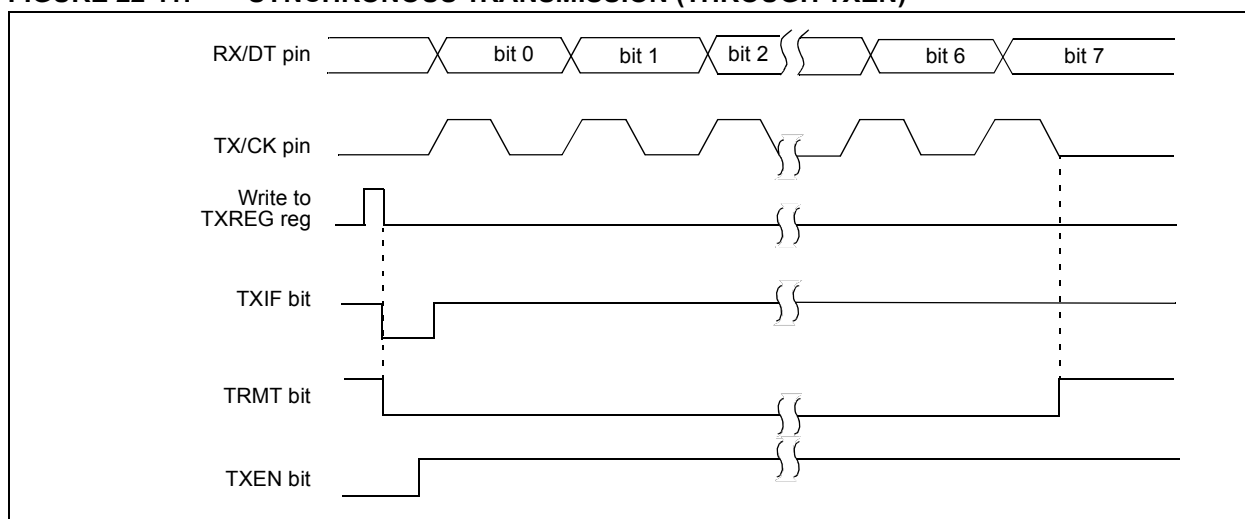 RX/DT pin
bit 0
bit 1
bit 2
bit 6
bit 7
TX/CK pin
Write to
TXREG reg
TXIF bit
TRMT bit
TXEN bit